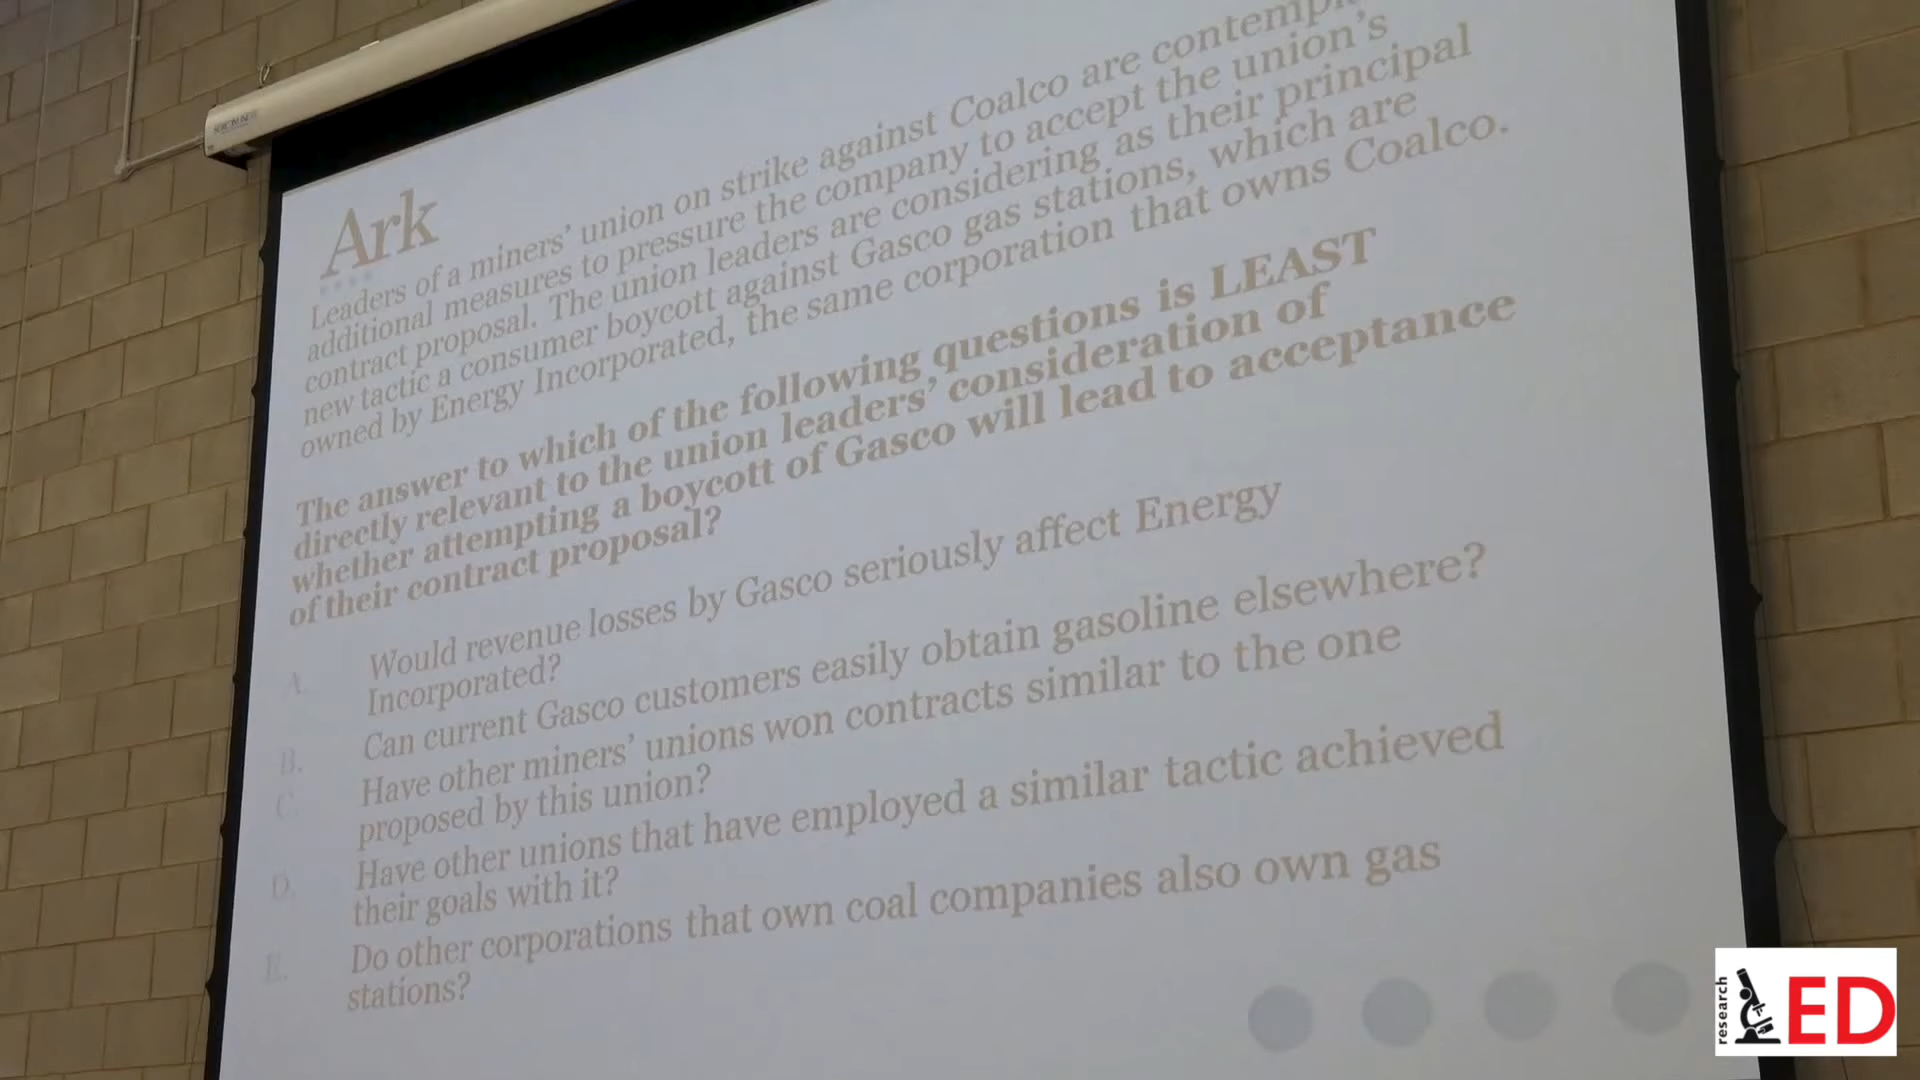 Ark
Leaders of a miners' union on strike against Coalco are
additional measures to pressure the company to accept the union's
contract proposal. The union leaders are considering as their principal
new tactic a consumer boycott against Gasco gas stations, which are
owned by Energy Incorporated, the same corporation that owns Coalco.
The answer to which of the following questions is LEAST
directly relevant to the union leaders' consideration of
whether attempting a boycott of Gasco will lead to acceptance
of their contract proposal?
A. Would revenue losses by Gasco seriously affect Energy
Incorporated?
B. Can current Gasco customers easily obtain gasoline elsewhere?
C. Have other miners' unions won contracts similar to the one
proposed by this union?
D. Have other unions that have employed a similar tactic achieved
their goals with it?
E. Do other corporations that own coal companies also own gas
stations?
research
ED